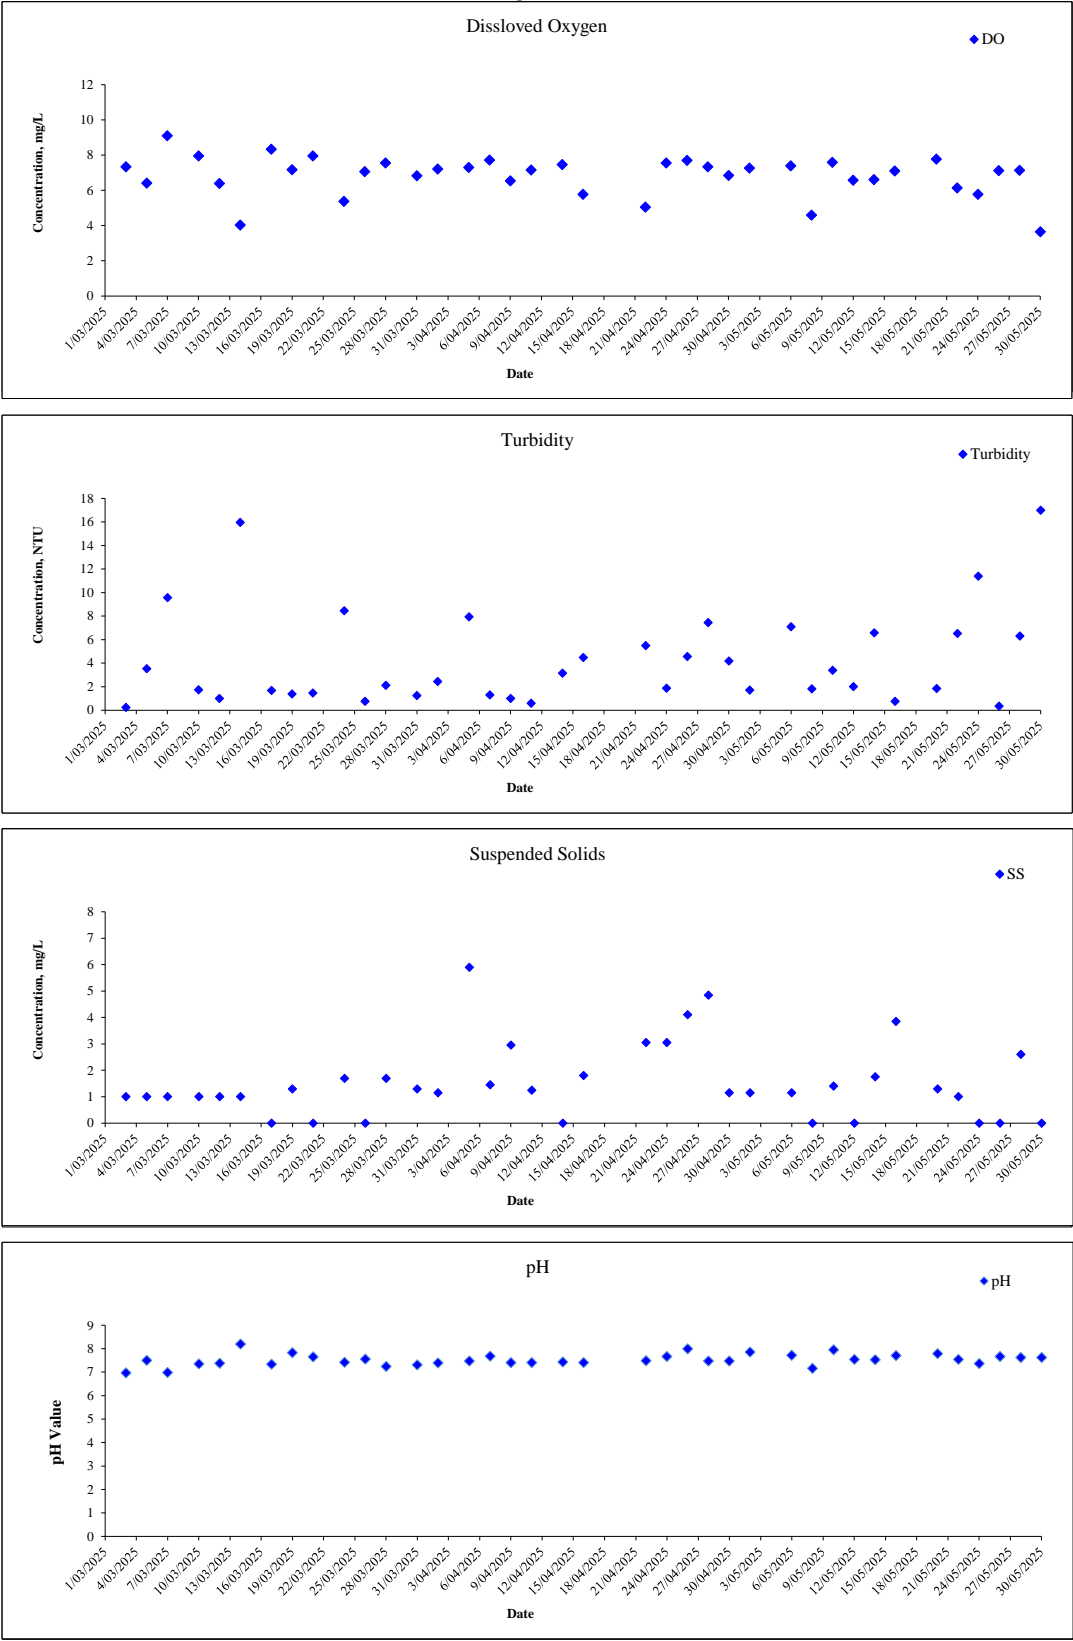 Dissloved Oxygen
DO
Concentration, mg/L
12
10
8
6
4
2
0
1/03/2025 4/03/2025 7/03/2025 10/03/2025 13/03/2025 16/03/2025 19/03/2025 22/03/2025 25/03/2025 28/03/2025 31/03/2025 3/04/2025 6/04/2025 9/04/2025 12/04/2025 15/04/2025 18/04/2025 21/04/2025 24/04/2025 27/04/2025 30/04/2025 3/05/2025 6/05/2025 9/05/2025 12/05/2025 15/05/2025 18/05/2025 21/05/2025 24/05/2025 27/05/2025 30/05/2025
Date
Turbidity
Turbidity
Concentration, NTU
18
16
14
12
10
8
6
4
2
0
1/03/2025 4/03/2025 7/03/2025 10/03/2025 13/03/2025 16/03/2025 19/03/2025 22/03/2025 25/03/2025 28/03/2025 31/03/2025 3/04/2025 6/04/2025 9/04/2025 12/04/2025 15/04/2025 18/04/2025 21/04/2025 24/04/2025 27/04/2025 30/04/2025 3/05/2025 6/05/2025 9/05/2025 12/05/2025 15/05/2025 18/05/2025 21/05/2025 24/05/2025 27/05/2025 30/05/2025
Date
Suspended Solids
SS
Concentration, mg/L
8
7
6
5
4
3
2
1
0
1/03/2025 4/03/2025 7/03/2025 10/03/2025 13/03/2025 16/03/2025 19/03/2025 22/03/2025 25/03/2025 28/03/2025 31/03/2025 3/04/2025 6/04/2025 9/04/2025 12/04/2025 15/04/2025 18/04/2025 21/04/2025 24/04/2025 27/04/2025 30/04/2025 3/05/2025 6/05/2025 9/05/2025 12/05/2025 15/05/2025 18/05/2025 21/05/2025 24/05/2025 27/05/2025 30/05/2025
Date
pH
pH
pH Value
9
8
7
6
5
4
3
2
1
0
1/03/2025 4/03/2025 7/03/2025 10/03/2025 13/03/2025 16/03/2025 19/03/2025 22/03/2025 25/03/2025 28/03/2025 31/03/2025 3/04/2025 6/04/2025 9/04/2025 12/04/2025 15/04/2025 18/04/2025 21/04/2025 24/04/2025 27/04/2025 30/04/2025 3/05/2025 6/05/2025 9/05/2025 12/05/2025 15/05/2025 18/05/2025 21/05/2025 24/05/2025 27/05/2025 30/05/2025
Date